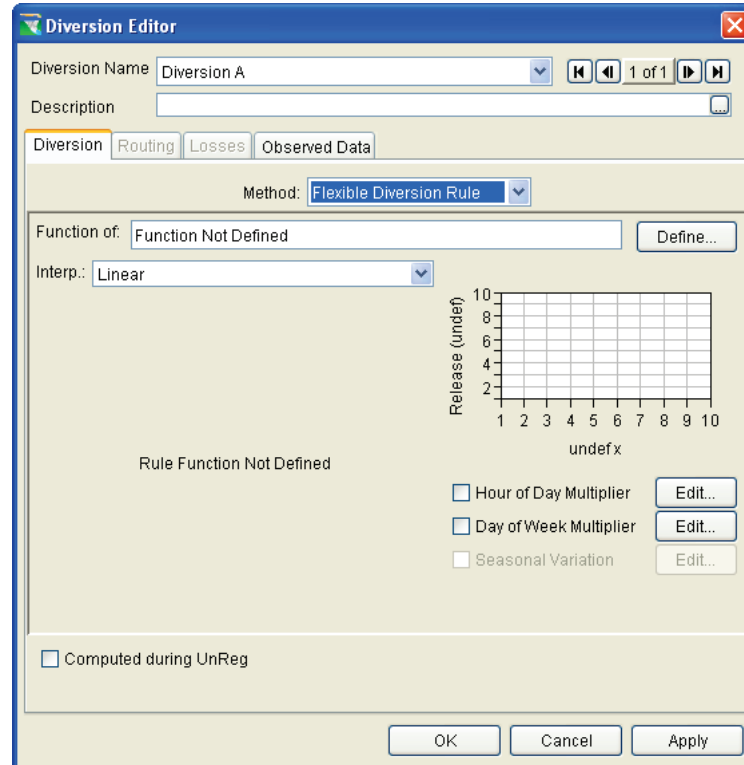 Diversion Editor
Diversion Name Diversion A 1 of 1
Description ...
Diversion Routing Losses Observed Data
Method: Flexible Diversion Rule
Function of: Function Not Defined Define...
Interp.: Linear
Release (undef)
10
8
6
4
2
1 2 3 4 5 6 7 8 9 10
undef x
Rule Function Not Defined
Hour of Day Multiplier Edit...
Day of Week Multiplier Edit...
Seasonal Variation Edit...
Computed during UnReg
OK Cancel Apply